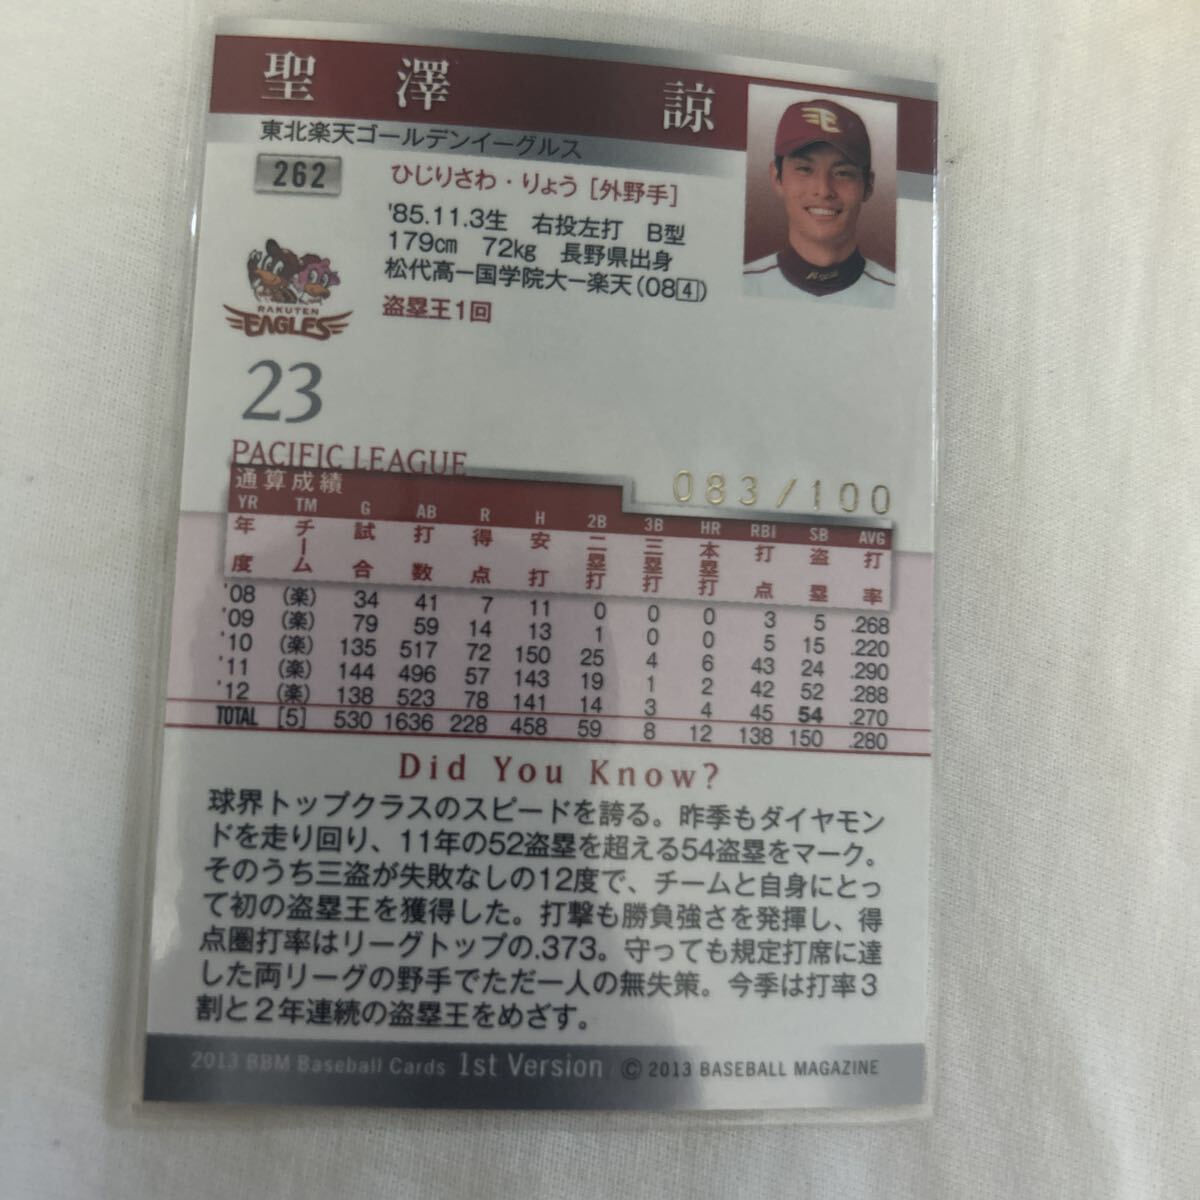 聖澤 諒
東北楽天ゴールデンイーグルス
262
ひじりさわ・りょう [外野手]
'85.11.3生 右投左打 B型
179cm 72kg 長野県出身
松代高ー国学院大ー楽天(08④)
盗塁王1回
RAKUTEN
EAGLES
23
PACIFIC LEAGUE
083/100
通算成績
YR TM G AB R H 2B 3B HR RBI SB AVG
年度 チーム 試合 打数 得点 安打 二塁打 三塁打 本塁打 打点 盗塁 打率
'08 (楽) 34 41 7 11 0 0 0 3 5 .268
'09 (楽) 79 59 14 13 1 0 0 5 15 .220
'10 (楽) 135 517 72 150 25 4 6 43 24 .290
'11 (楽) 144 496 57 143 19 1 2 42 52 .288
'12 (楽) 138 523 78 141 14 3 4 45 54 .270
TOTAL [5] 530 1636 228 458 59 8 12 138 150 .280
Did You Know?
球界トップクラスのスピードを誇る。昨季もダイヤモン
ドを走り回り、11年の52盗塁を超える54盗塁をマーク。
そのうち三盗が失敗なしの12度で、チームと自身にとっ
て初の盗塁王を獲得した。打撃も勝負強さを発揮し、得
点圏打率はリーグトップの.373。守っても規定打席に達
した両リーグの野手でただ一人の無失策。今季は打率3
割と2年連続の盗塁王をめざす。
2013 BBM Baseball Cards 1st Version / © 2013 BASEBALL MAGAZINE